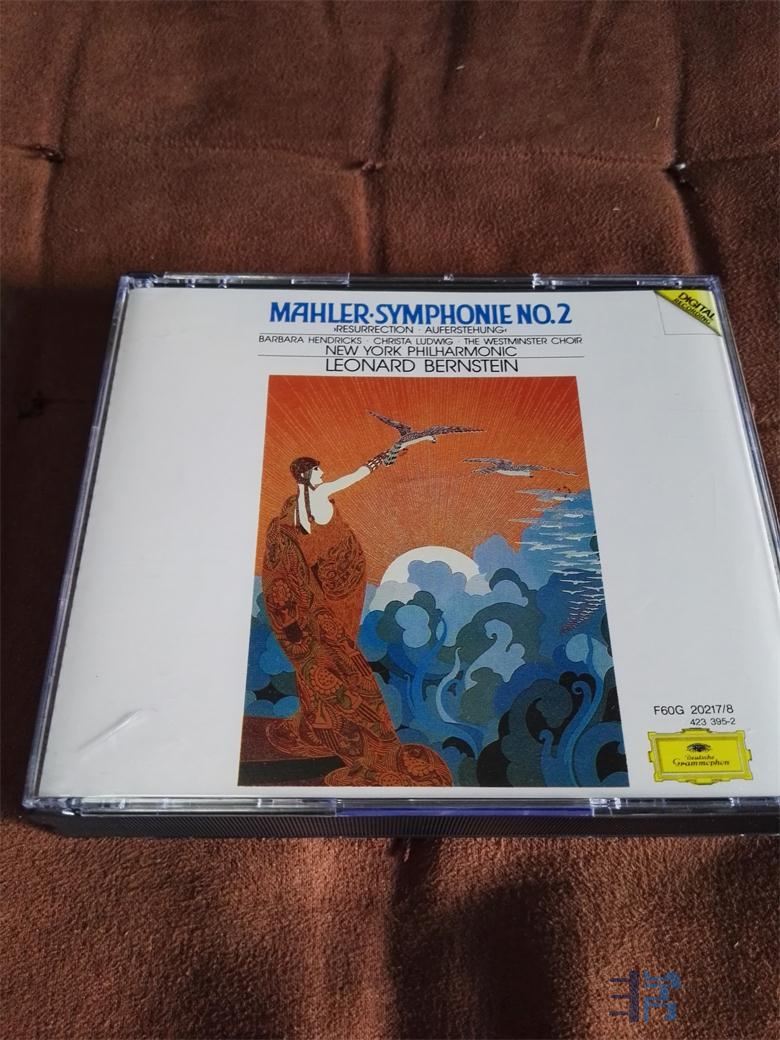 MAHLER·SYMPHONIE NO.2
›RESURRECTION · AUFERSTEHUNG‹
BARBARA HENDRICKS · CHRISTA LUDWIG · THE WESTMINSTER CHOIR
NEW YORK PHILHARMONIC
LEONARD BERNSTEIN
DIGITAL
RECORDING
F60G 20217/8
423 395-2
Deutsche
Grammophon